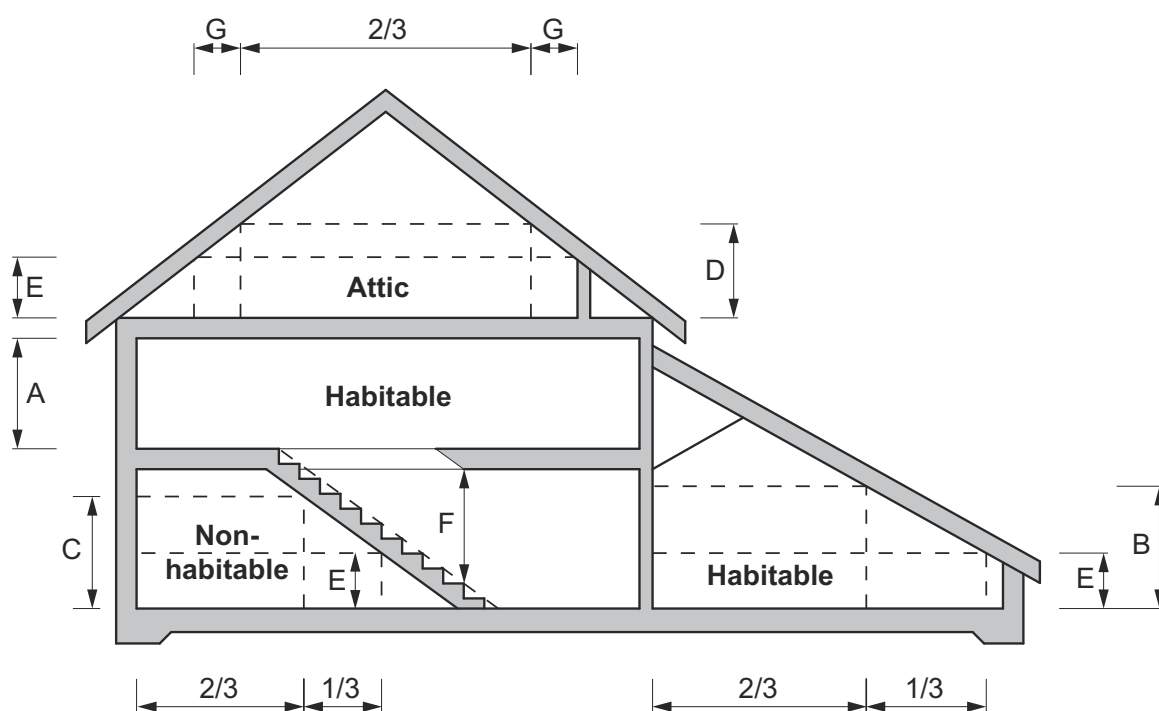 G 2/3 G
E
Attic
D
A
Habitable
C
Non-
habitable
E
F
Habitable
E
B
2/3 1/3 2/3 1/3